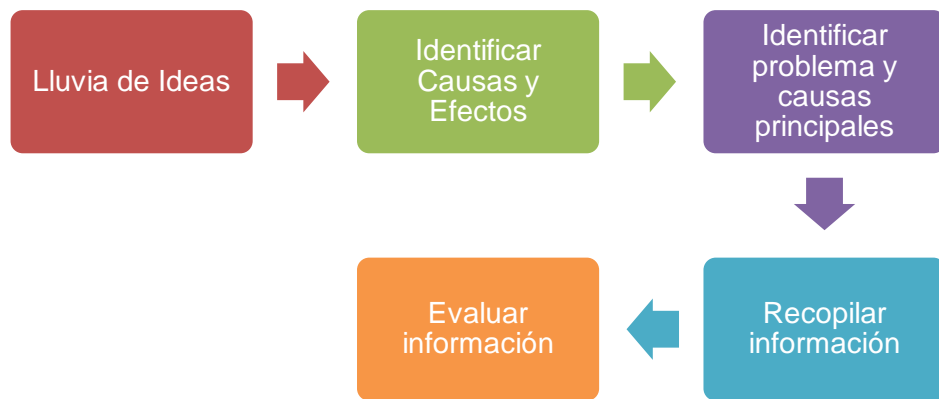 Lluvia de Ideas
Identificar
Causas y
Efectos
Identificar
problema y
causas
principales
Recopilar
información
Evaluar
información